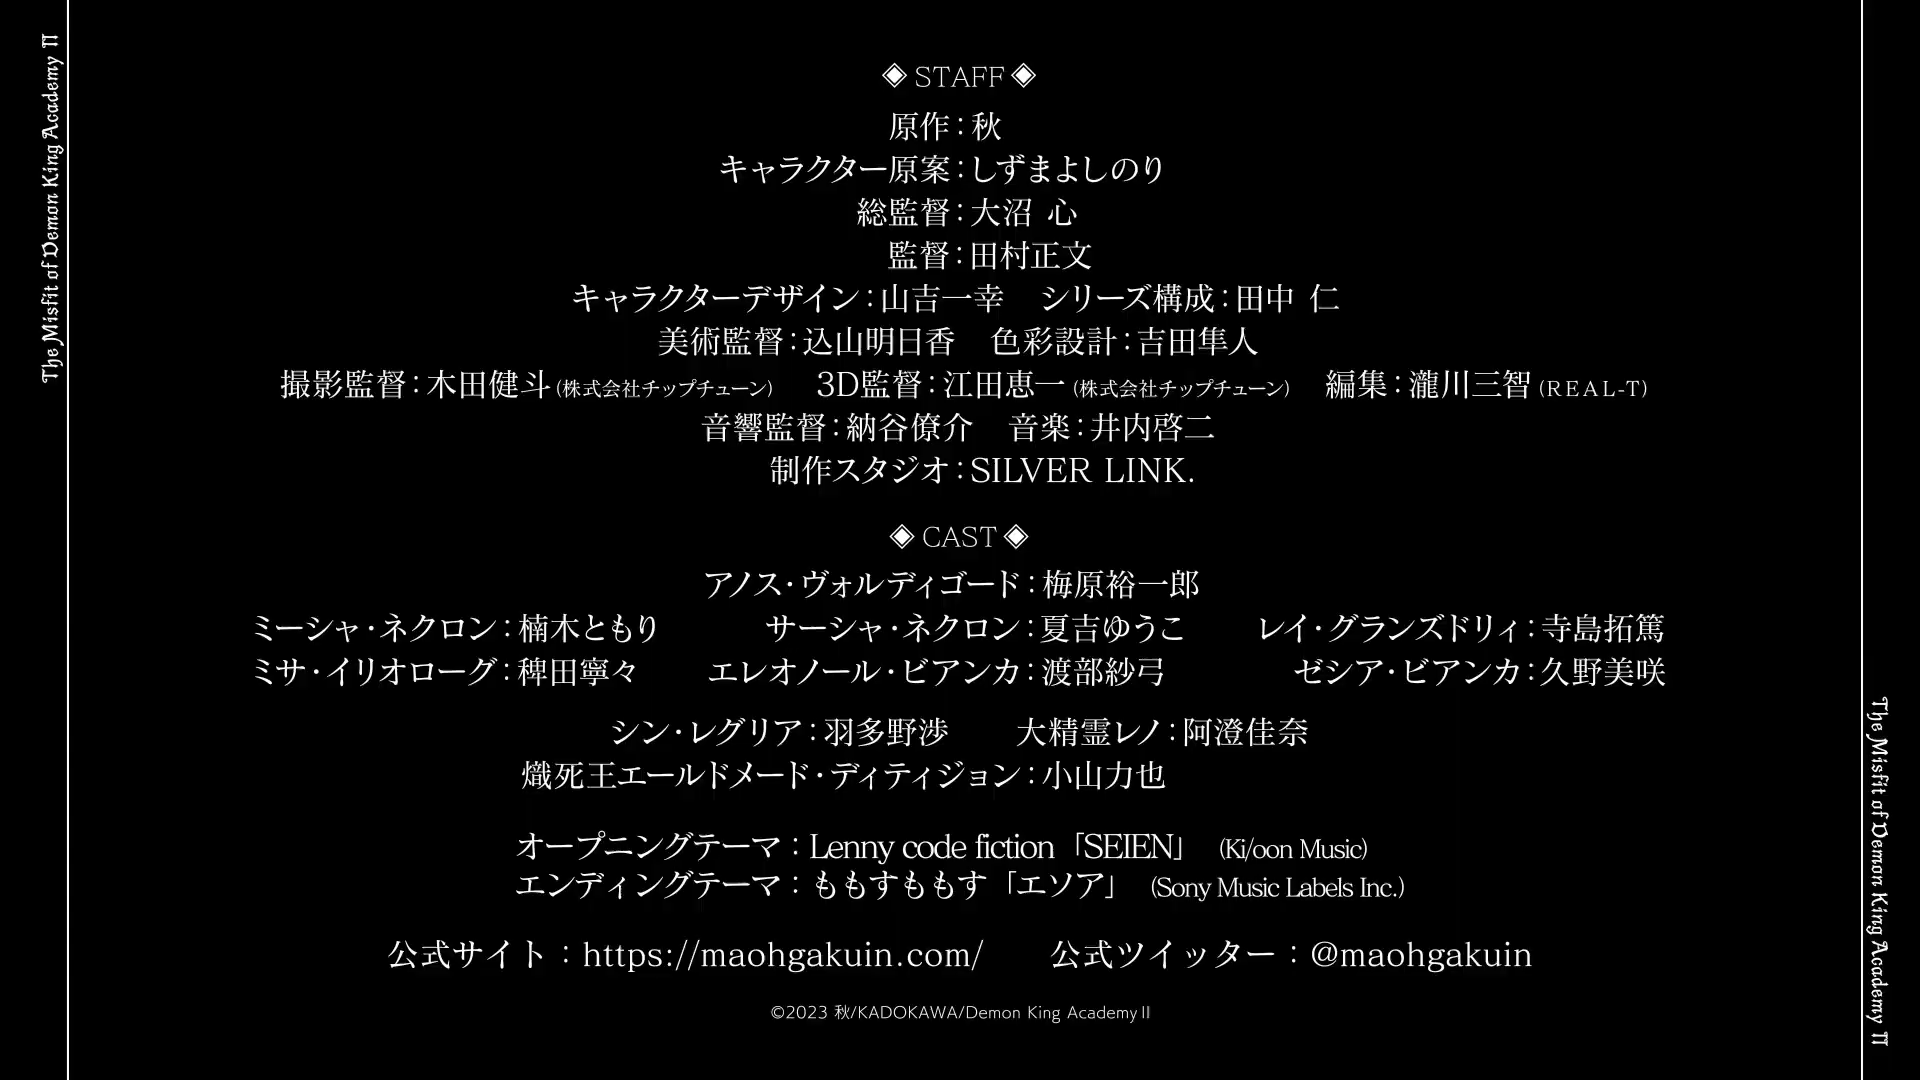 The Misfit of Demon King Academy II
◈ STAFF ◈
原作：秋
キャラクター原案：しずまよしのり
総監督：大沼 心
監督：田村正文
キャラクターデザイン：山吉一幸　シリーズ構成：田中 仁
美術監督：込山明日香　色彩設計：吉田隼人
撮影監督：木田健斗（株式会社チップチューン）　3D監督：江田恵一（株式会社チップチューン）　編集：瀧川三智（REAL-T）
音響監督：納谷僚介　音楽：井内啓二
制作スタジオ：SILVER LINK.
◈ CAST ◈
アノス・ヴォルディゴード：梅原裕一郎
ミーシャ・ネクロン：楠木ともり　サーシャ・ネクロン：夏吉ゆうこ　レイ・グランズドリィ：寺島拓篤
ミサ・イリオローグ：稗田寧々　エレオノール・ビアンカ：渡部紗弓　ゼシア・ビアンカ：久野美咲
シン・レグリア：羽多野渉　大精霊レノ：阿澄佳奈
熾死王エールドメード・ディティジョン：小山力也
オープニングテーマ：Lenny code fiction「SEIEN」（Ki/oon Music）
エンディングテーマ：ももすももす「エソア」（Sony Music Labels Inc.）
公式サイト：https://maohgakuin.com/　公式ツイッター：@maohgakuin
©2023 秋/KADOKAWA/Demon King Academy II
The Misfit of Demon King Academy II